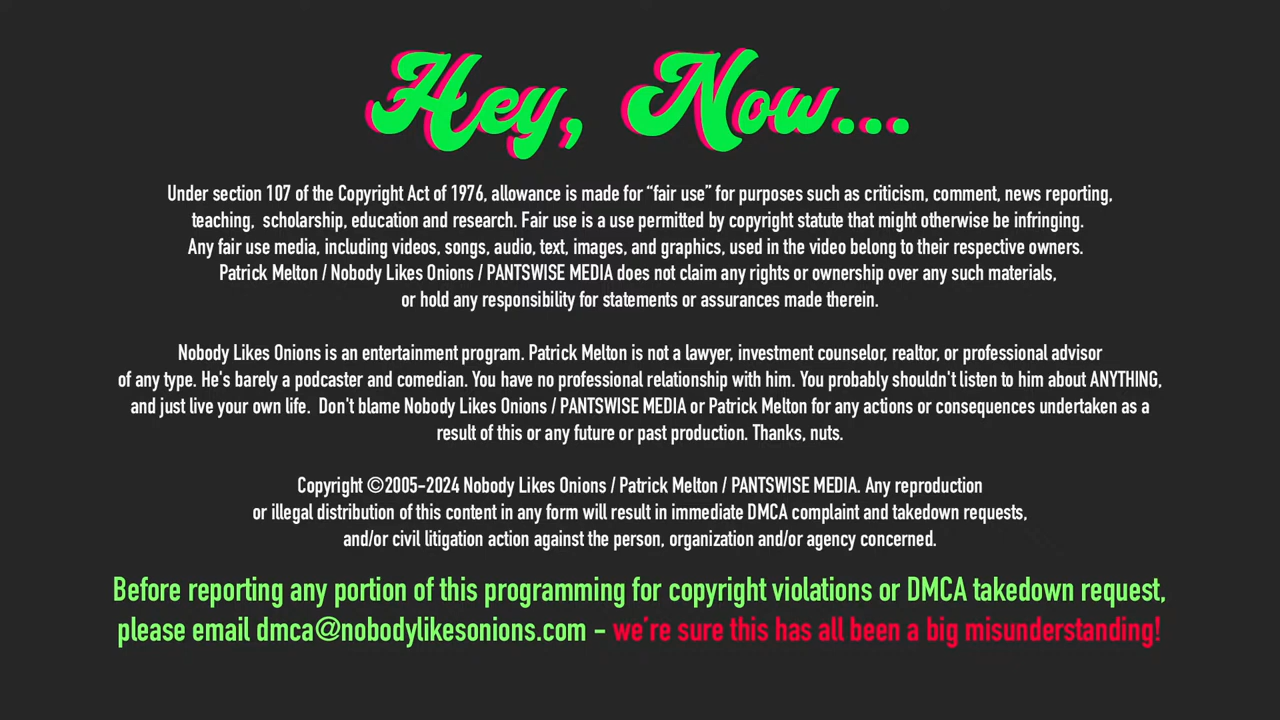 Hey, Now...
Under section 107 of the Copyright Act of 1976, allowance is made for “fair use” for purposes such as criticism, comment, news reporting,
teaching,  scholarship, education and research. Fair use is a use permitted by copyright statute that might otherwise be infringing.
Any fair use media, including videos, songs, audio, text, images, and graphics, used in the video belong to their respective owners.
Patrick Melton / Nobody Likes Onions / PANTSWISE MEDIA does not claim any rights or ownership over any such materials,
or hold any responsibility for statements or assurances made therein.
Nobody Likes Onions is an entertainment program. Patrick Melton is not a lawyer, investment counselor, realtor, or professional advisor
of any type. He's barely a podcaster and comedian. You have no professional relationship with him. You probably shouldn't listen to him about ANYTHING,
and just live your own life.  Don't blame Nobody Likes Onions / PANTSWISE MEDIA or Patrick Melton for any actions or consequences undertaken as a
result of this or any future or past production. Thanks, nuts.
Copyright ©2005-2024 Nobody Likes Onions / Patrick Melton / PANTSWISE MEDIA. Any reproduction
or illegal distribution of this content in any form will result in immediate DMCA complaint and takedown requests,
and/or civil litigation action against the person, organization and/or agency concerned.
Before reporting any portion of this programming for copyright violations or DMCA takedown request,
please email dmca@nobodylikesonions.com - we're sure this has all been a big misunderstanding!